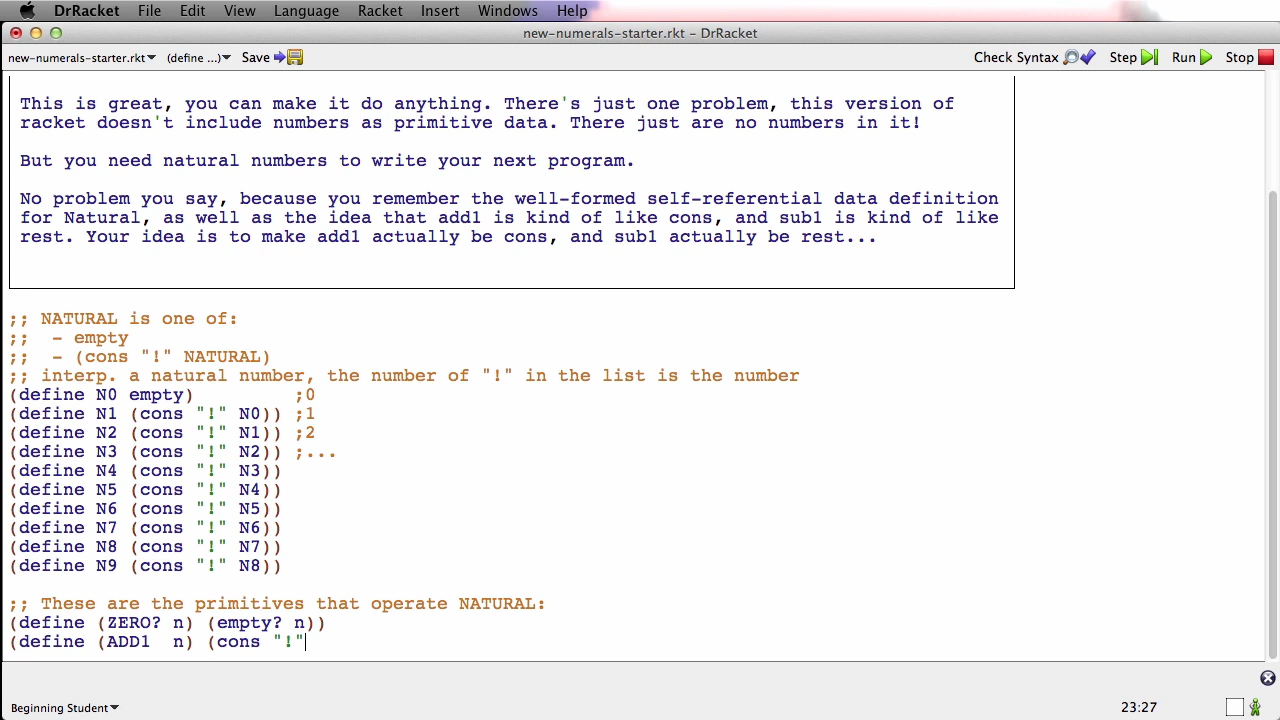 DrRacket File Edit View Language Racket Insert Windows Help
new-numerals-starter.rkt - DrRacket
new-numerals-starter.rkt (define ...) Save Check Syntax Step Run Stop
This is great, you can make it do anything. There's just one problem, this version of
racket doesn't include numbers as primitive data. There just are no numbers in it!
But you need natural numbers to write your next program.
No problem you say, because you remember the well-formed self-referential data definition
for Natural, as well as the idea that add1 is kind of like cons, and sub1 is kind of like
rest. Your idea is to make add1 actually be cons, and sub1 actually be rest...
;; NATURAL is one of:
;;  - empty
;;  - (cons "!" NATURAL)
;; interp. a natural number, the number of "!" in the list is the number
(define N0 empty)         ;0
(define N1 (cons "!" N0)) ;1
(define N2 (cons "!" N1)) ;2
(define N3 (cons "!" N2)) ;...
(define N4 (cons "!" N3))
(define N5 (cons "!" N4))
(define N6 (cons "!" N5))
(define N7 (cons "!" N6))
(define N8 (cons "!" N7))
(define N9 (cons "!" N8))
;; These are the primitives that operate NATURAL:
(define (ZERO? n) (empty? n))
(define (ADD1  n) (cons "!"
Beginning Student 23:27